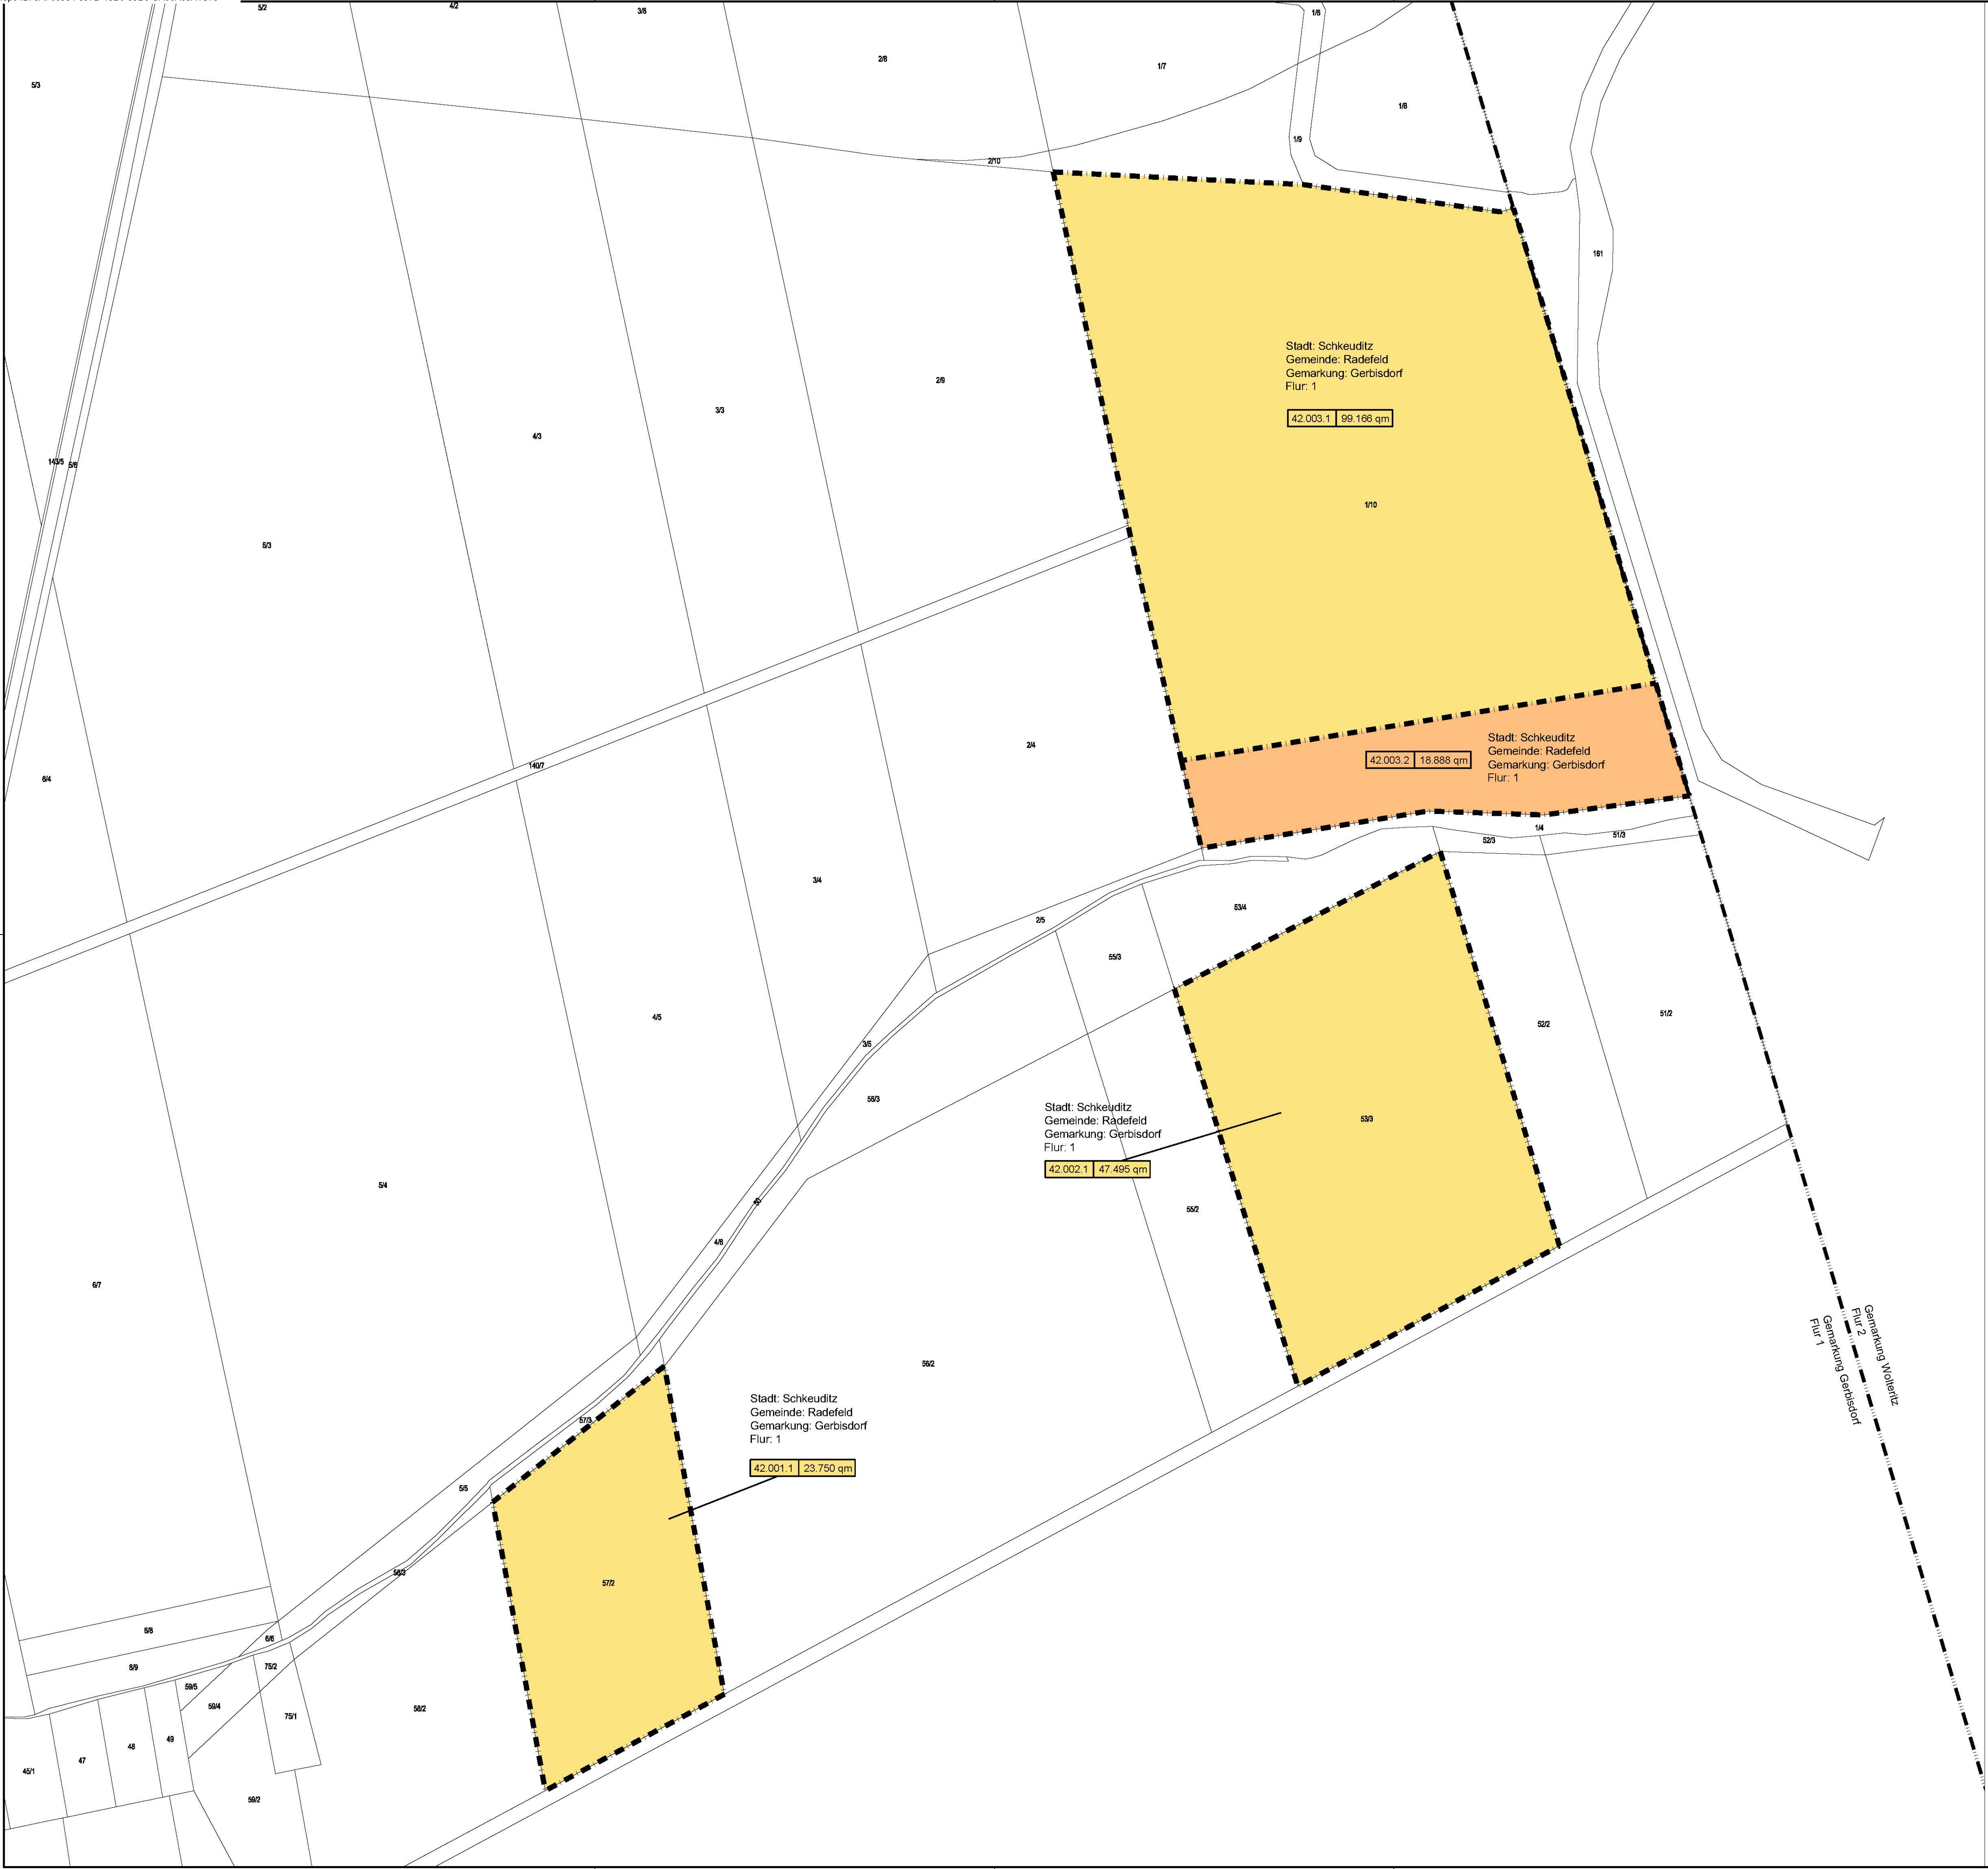 5/2
4/2
3/6
1/6
2/8
1/7
5/3
1/8
1/9
2/10
161
Stadt: Schkeuditz
Gemeinde: Radefeld
Gemarkung: Gerbisdorf
Flur: 1
42.003.1 99.166 qm
2/9
3/3
4/3
143/5
5/6
1/10
5/3
Stadt: Schkeuditz
Gemeinde: Radefeld
Gemarkung: Gerbisdorf
Flur: 1
42.003.2 18.888 qm
2/4
140/7
6/4
1/4
51/3
52/3
3/4
53/4
2/5
55/3
4/5
51/2
52/2
3/5
56/3
Stadt: Schkeuditz
Gemeinde: Radefeld
Gemarkung: Gerbisdorf
Flur: 1
42.002.1 47.495 qm
53/3
5/4
55/2
4/6
6/7
Gemarkung Wolteritz
Flur 2
Gemarkung Gerbisdorf
Flur 1
56/2
Stadt: Schkeuditz
Gemeinde: Radefeld
Gemarkung: Gerbisdorf
Flur: 1
42.001.1 23.750 qm
57/3
5/5
58/3
57/2
6/8
6/6
6/9
75/2
59/5
59/4
75/1
58/2
49
48
47
45/1
59/2